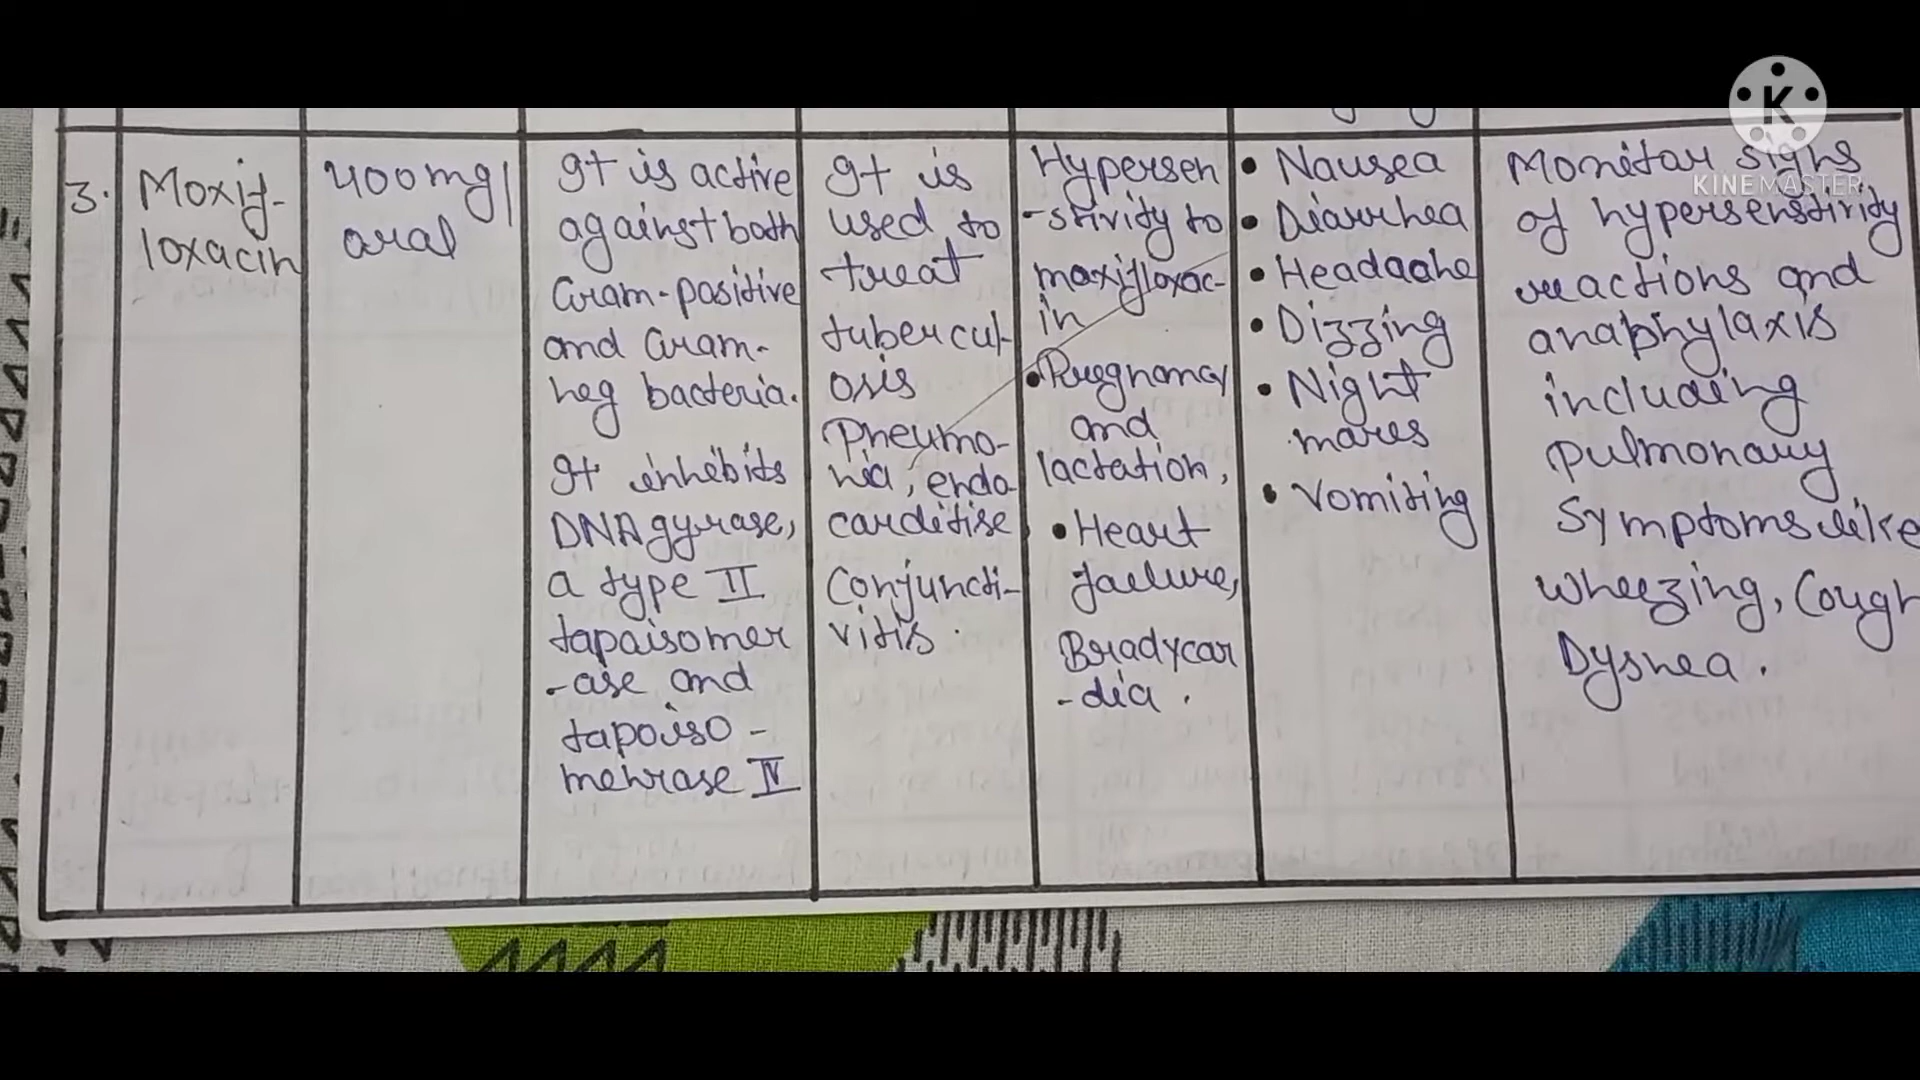 3.
Moxif-
loxacin
400mg/
oral
It is active
against both
Gram-positive
and Gram-
neg bacteria.
It inhibits
DNA gyrase,
a type II
topoisomer
-ase and
topoiso-
merase IV
It is
used to
treat
tubercul-
osis
Pneumo-
nia, endo
carditise
Conjuncti-
vitis.
Hypersen
-stivity to
moxifloxac-
in
• Pregnancy
and
lactation,
• Heart
failure,
Bradycar
-dia.
• Nausea
• Diarrhea
• Headache
• Dizzing
• Night
mares
• Vomiting
Monitor signs
of hypersenstivity
reactions and
anaphylaxis
including
pulmonary
symptoms like
wheezing, Cough
Dysnea.
K
KINEMASTER